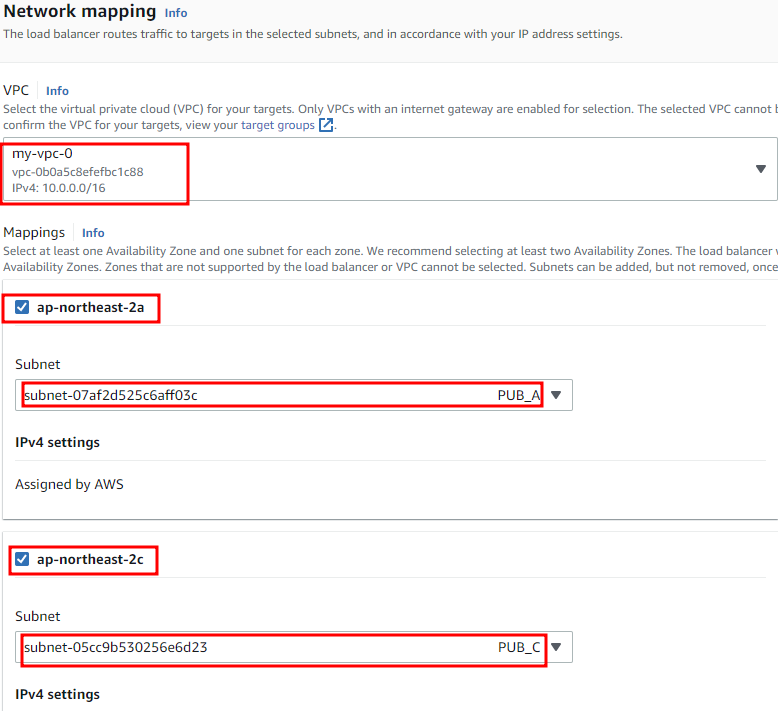 Network mapping Info
The load balancer routes traffic to targets in the selected subnets, and in accordance with your IP address settings.
VPC Info
Select the virtual private cloud (VPC) for your targets. Only VPCs with an internet gateway are enabled for selection. The selected VPC cannot
confirm the VPC for your targets, view your target groups.
my-vpc-0
vpc-0b0a5c8efefbc1c88
IPv4: 10.0.0.0/16
Mappings Info
Select at least one Availability Zone and one subnet for each zone. We recommend selecting at least two Availability Zones. The load balancer
Availability Zones. Zones that are not supported by the load balancer or VPC cannot be selected. Subnets can be added, but not removed, once
ap-northeast-2a
Subnet
subnet-07af2d525c6aff03c PUB_A
IPv4 settings
Assigned by AWS
ap-northeast-2c
Subnet
subnet-05cc9b530256e6d23 PUB_C
IPv4 settings